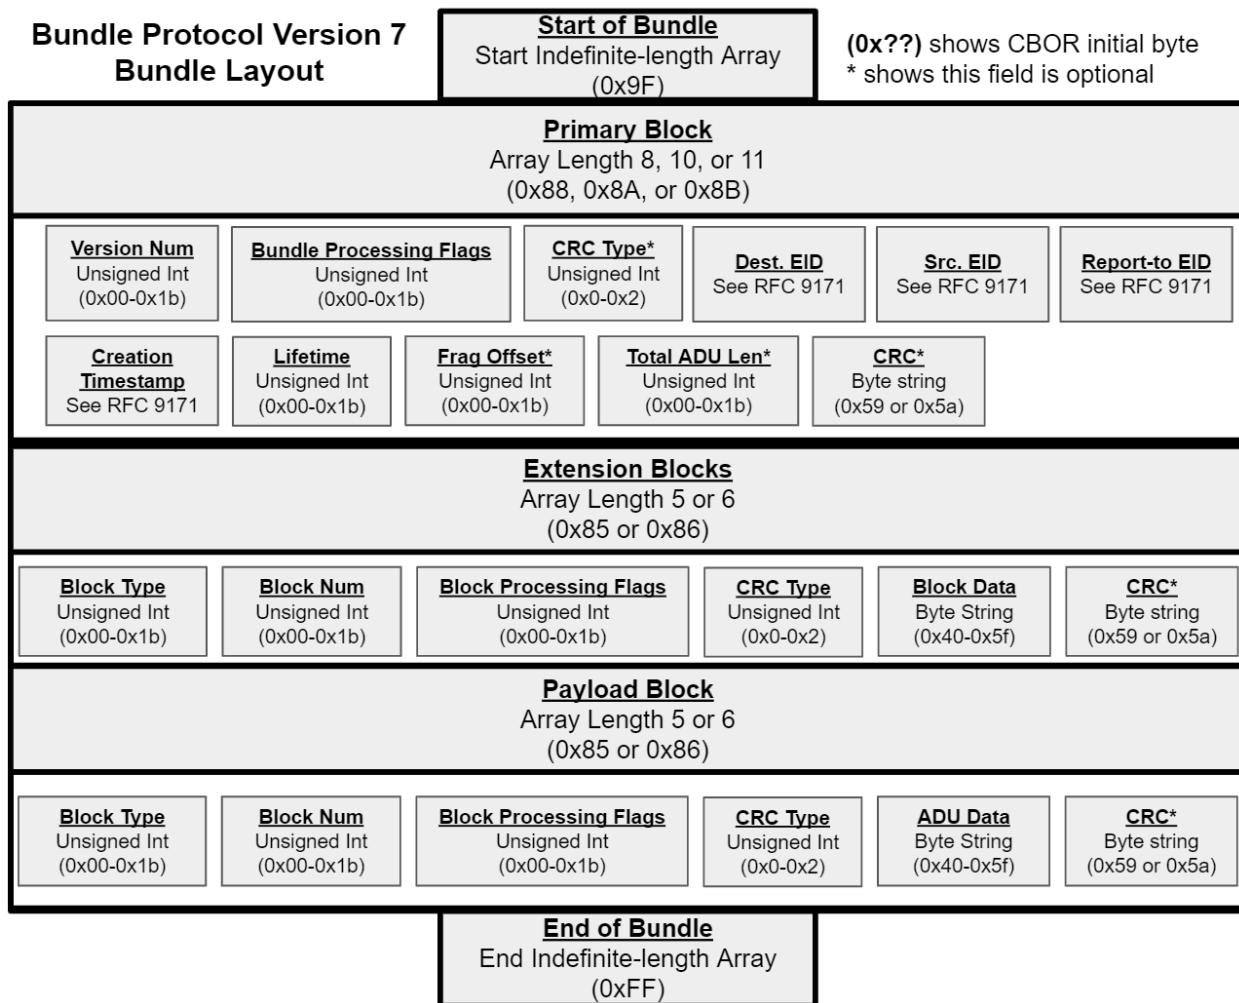 Bundle Protocol Version 7
Bundle Layout
Start of Bundle
Start Indefinite-length Array
(0x9F)
(0x??) shows CBOR initial byte
* shows this field is optional
Primary Block
Array Length 8, 10, or 11
(0x88, 0x8A, or 0x8B)
Version Num
Unsigned Int
(0x00-0x1b)
Bundle Processing Flags
Unsigned Int
(0x00-0x1b)
CRC Type*
Unsigned Int
(0x0-0x2)
Dest. EID
See RFC 9171
Src. EID
See RFC 9171
Report-to EID
See RFC 9171
Creation
Timestamp
See RFC 9171
Lifetime
Unsigned Int
(0x00-0x1b)
Frag Offset*
Unsigned Int
(0x00-0x1b)
Total ADU Len*
Unsigned Int
(0x00-0x1b)
CRC*
Byte string
(0x59 or 0x5a)
Extension Blocks
Array Length 5 or 6
(0x85 or 0x86)
Block Type
Unsigned Int
(0x00-0x1b)
Block Num
Unsigned Int
(0x00-0x1b)
Block Processing Flags
Unsigned Int
(0x00-0x1b)
CRC Type
Unsigned Int
(0x0-0x2)
Block Data
Byte String
(0x40-0x5f)
CRC*
Byte string
(0x59 or 0x5a)
Payload Block
Array Length 5 or 6
(0x85 or 0x86)
Block Type
Unsigned Int
(0x00-0x1b)
Block Num
Unsigned Int
(0x00-0x1b)
Block Processing Flags
Unsigned Int
(0x00-0x1b)
CRC Type
Unsigned Int
(0x0-0x2)
ADU Data
Byte String
(0x40-0x5f)
CRC*
Byte string
(0x59 or 0x5a)
End of Bundle
End Indefinite-length Array
(0xFF)